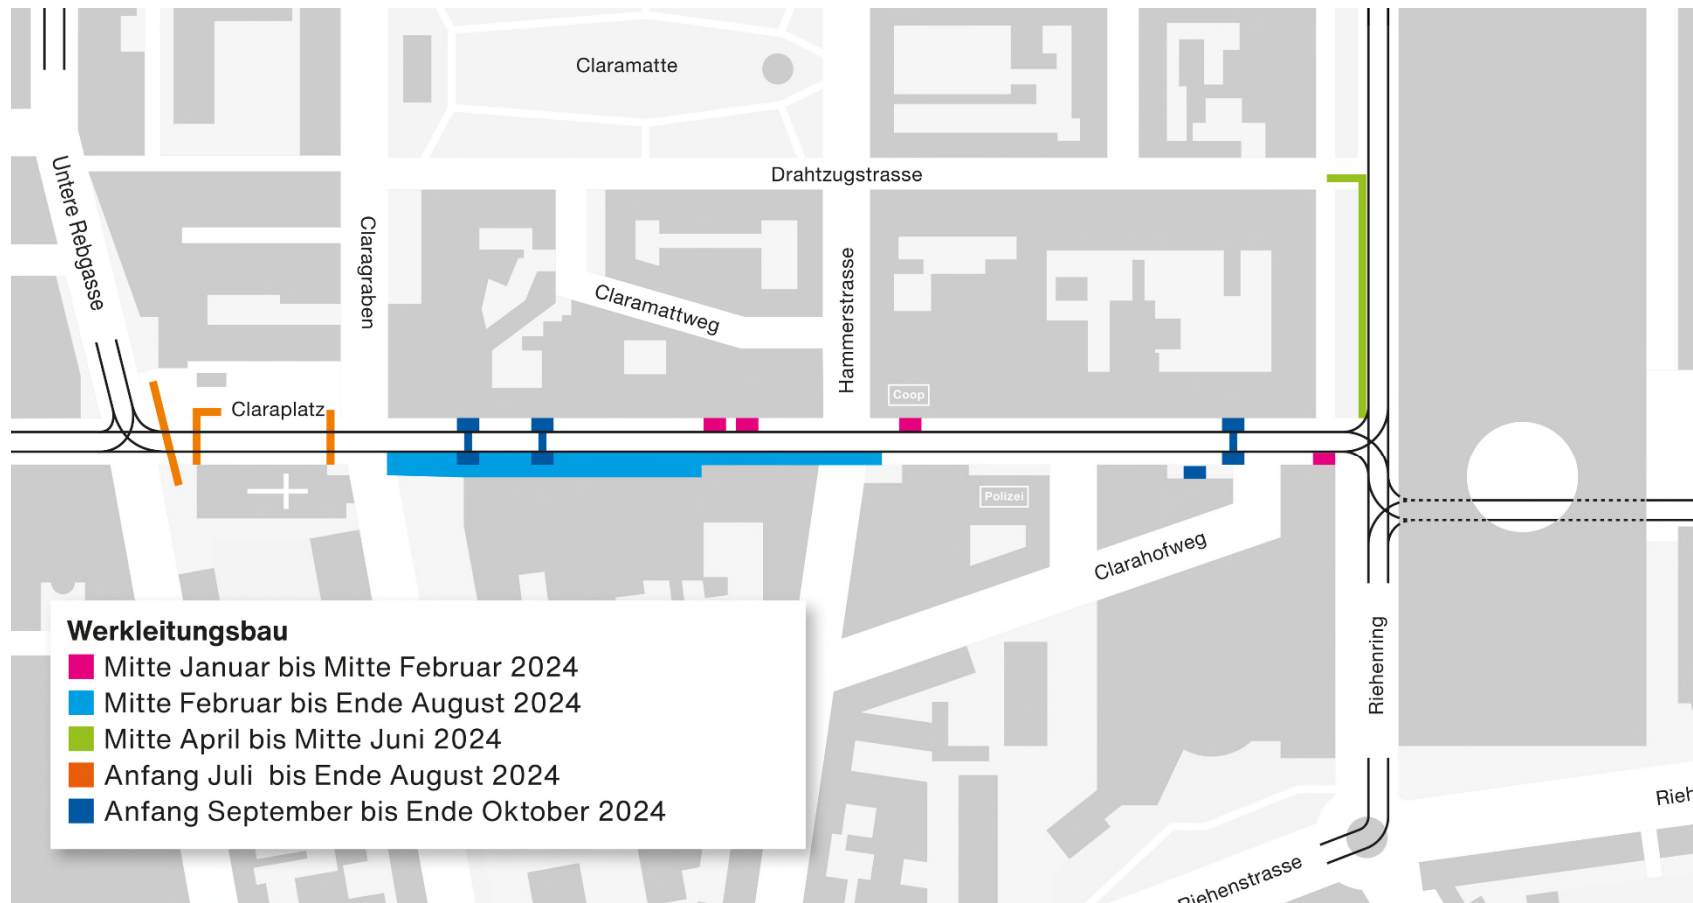 Claramatte
Drahtzugstrasse
Untere Rebgasse
Claragraben
Claramattweg
Hammerstrasse
Coop
Claraplatz
Polizei
Clarahofweg
Riehenring
Werkleitungsbau
Mitte Januar bis Mitte Februar 2024
Mitte Februar bis Ende August 2024
Mitte April bis Mitte Juni 2024
Anfang Juli  bis Ende August 2024
Anfang September bis Ende Oktober 2024
Rieh
Riehenstrasse